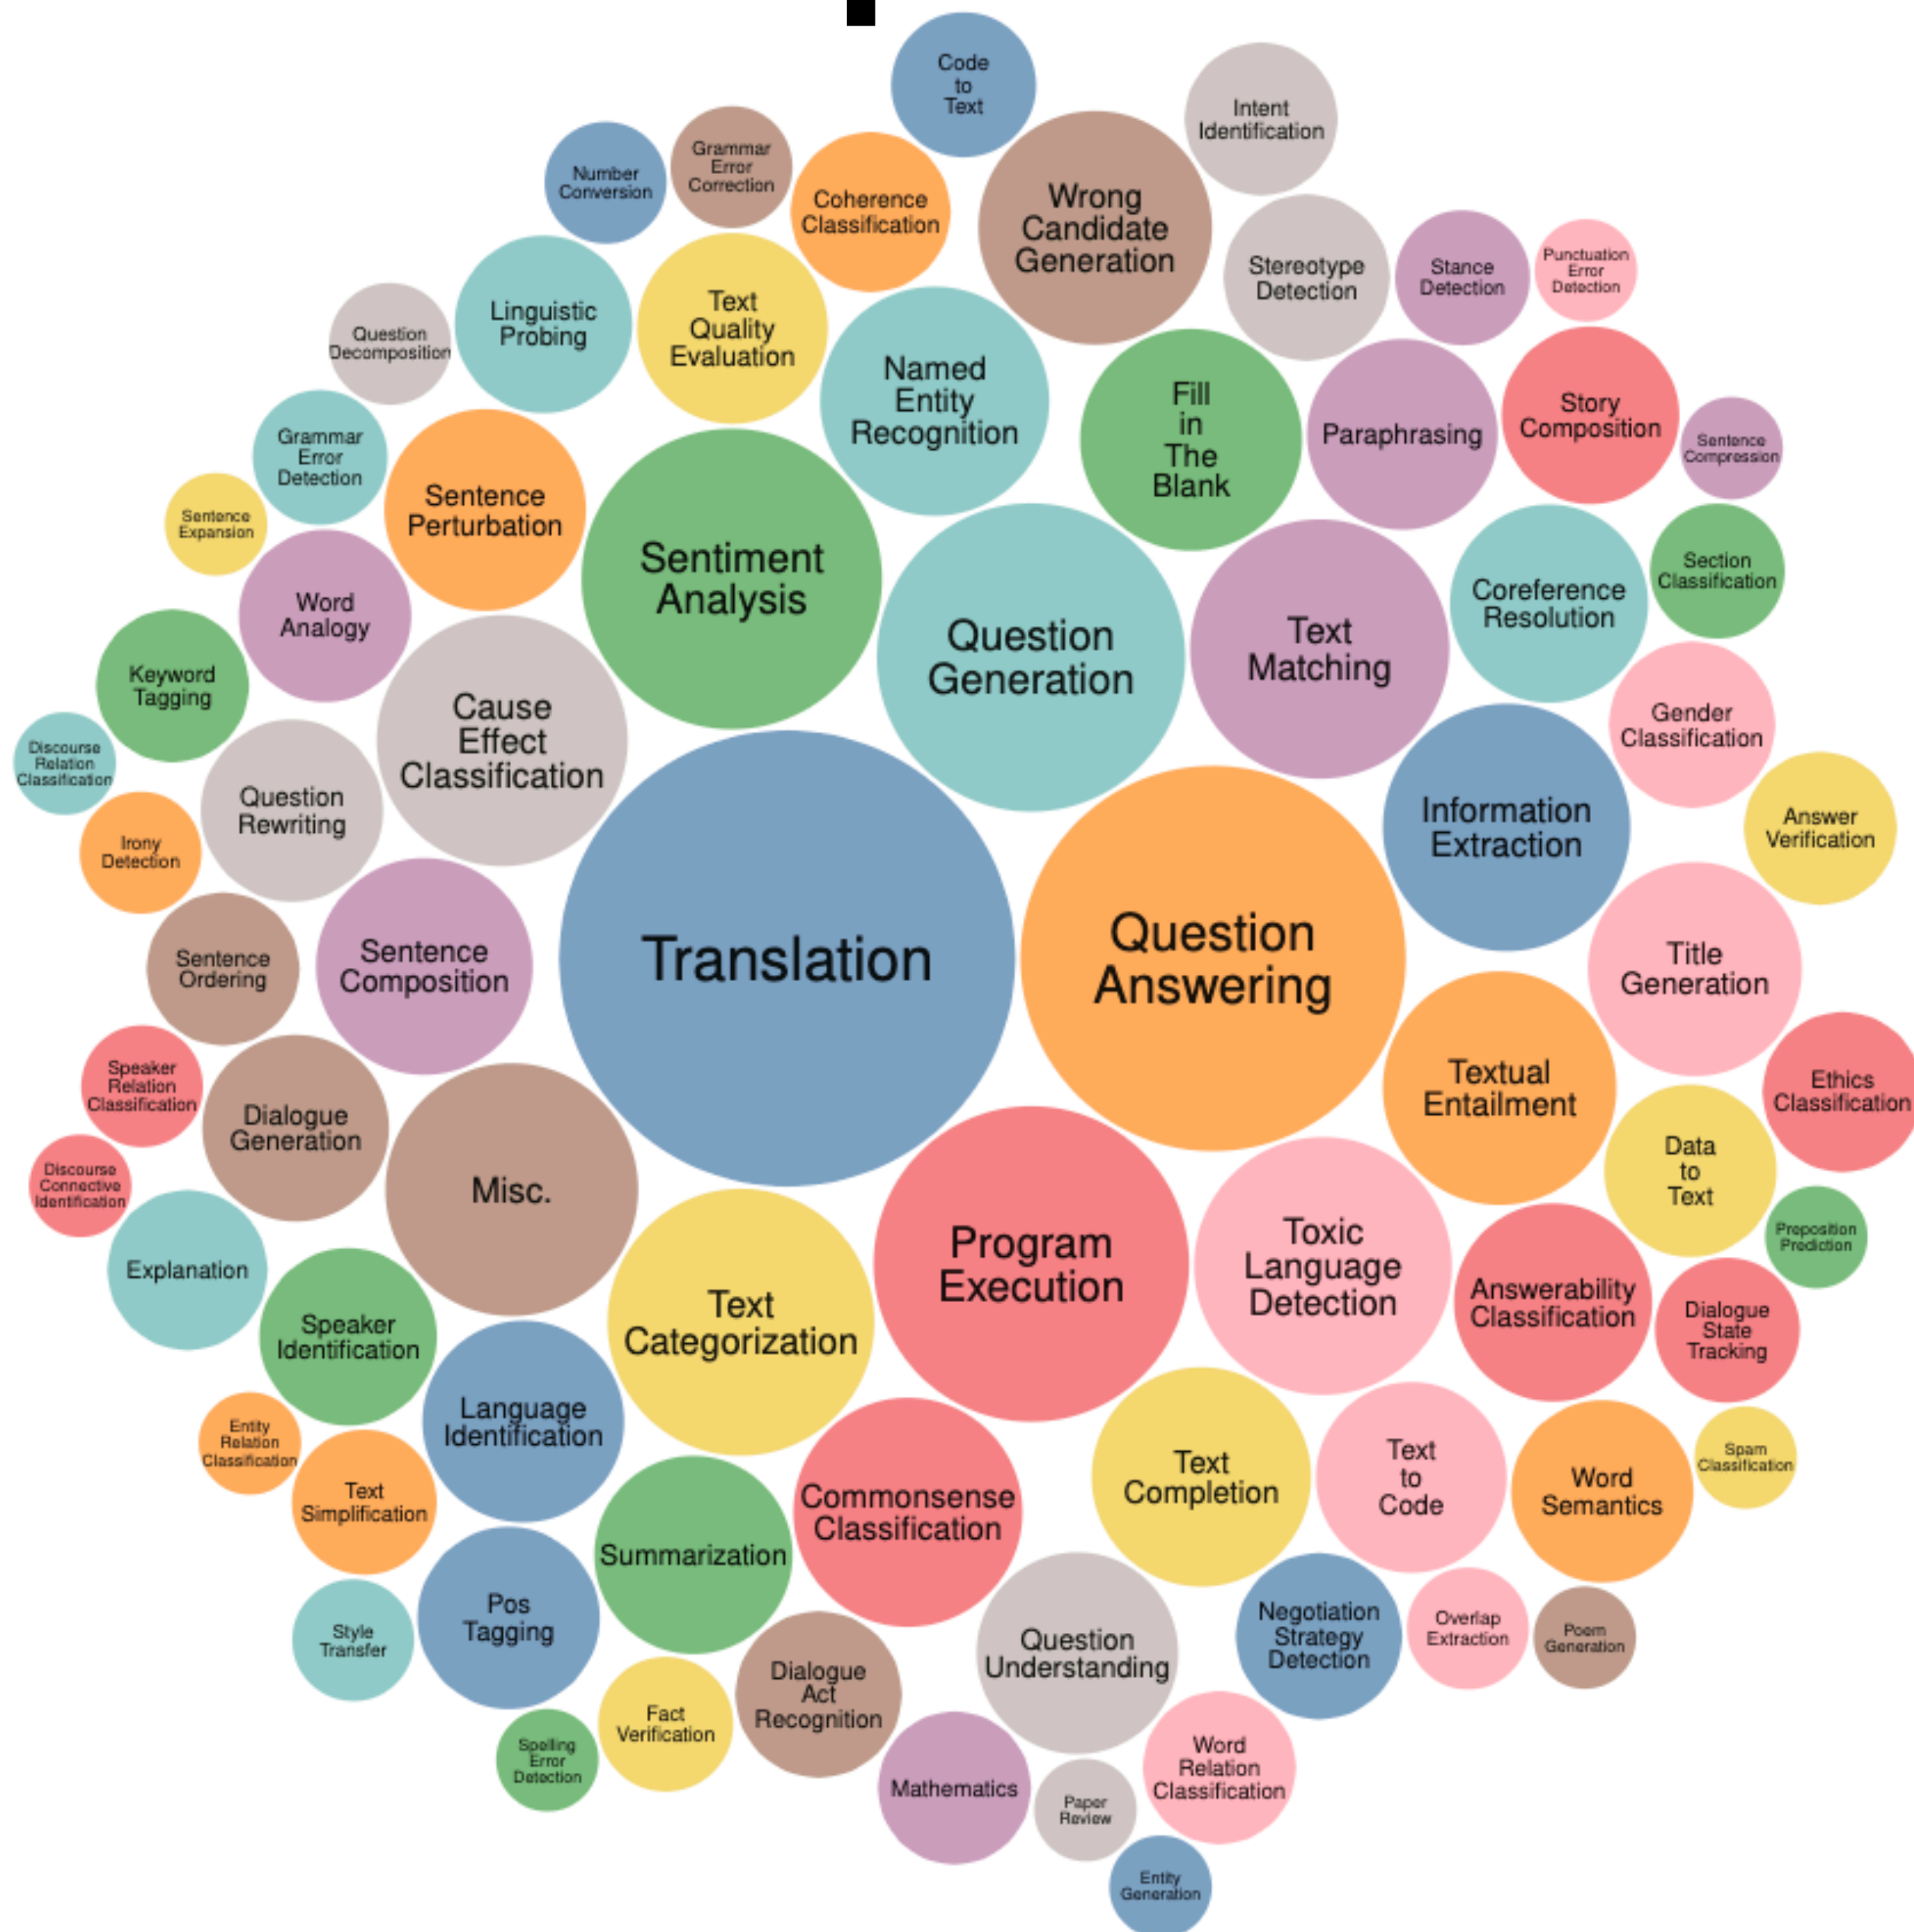 Code
to
Text
Intent
Identification
Grammar
Error
Correction
Number
Conversion
Coherence
Classification
Wrong
Candidate
Generation
Stereotype
Detection
Stance
Detection
Punctuation
Error
Detection
Linguistic
Probing
Text
Quality
Evaluation
Question
Decomposition
Named
Entity
Recognition
Fill
in
The
Blank
Paraphrasing
Story
Composition
Sentence
Compression
Grammar
Error
Detection
Sentence
Perturbation
Sentence
Expansion
Sentiment
Analysis
Question
Generation
Text
Matching
Coreference
Resolution
Section
Classification
Word
Analogy
Keyword
Tagging
Cause
Effect
Classification
Gender
Classification
Discourse
Relation
Classification
Question
Rewriting
Information
Extraction
Answer
Verification
Irony
Detection
Sentence
Ordering
Sentence
Composition
Translation
Question
Answering
Title
Generation
Speaker
Relation
Classification
Dialogue
Generation
Textual
Entailment
Ethics
Classification
Data
to
Text
Discourse
Connective
Identification
Misc.
Preposition
Prediction
Explanation
Speaker
Identification
Text
Categorization
Program
Execution
Toxic
Language
Detection
Answerability
Classification
Dialogue
State
Tracking
Entity
Relation
Classification
Language
Identification
Text
Simplification
Commonsense
Classification
Text
Completion
Text
to
Code
Word
Semantics
Spam
Classification
Summarization
Style
Transfer
Pos
Tagging
Question
Understanding
Negotiation
Strategy
Detection
Overlap
Extraction
Poem
Generation
Dialogue
Act
Recognition
Fact
Verification
Spelling
Error
Detection
Mathematics
Paper
Review
Word
Relation
Classification
Entity
Generation